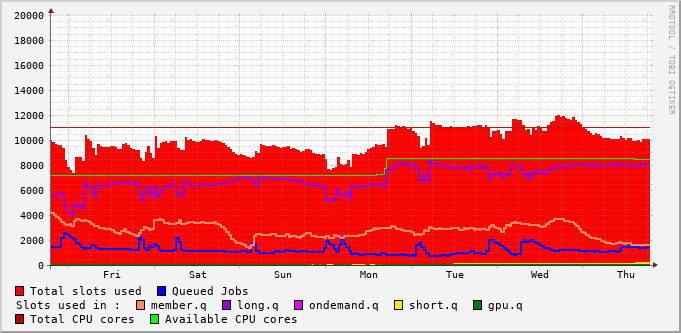 RRDTOOL / TOBI OETIKER
20000
18000
16000
14000
12000
10000
8000
6000
4000
2000
0
Fri Sat Sun Mon Tue Wed Thu
Total slots used Queued Jobs
Slots used in : member.q long.q ondemand.q short.q gpu.q
Total CPU cores Available CPU cores